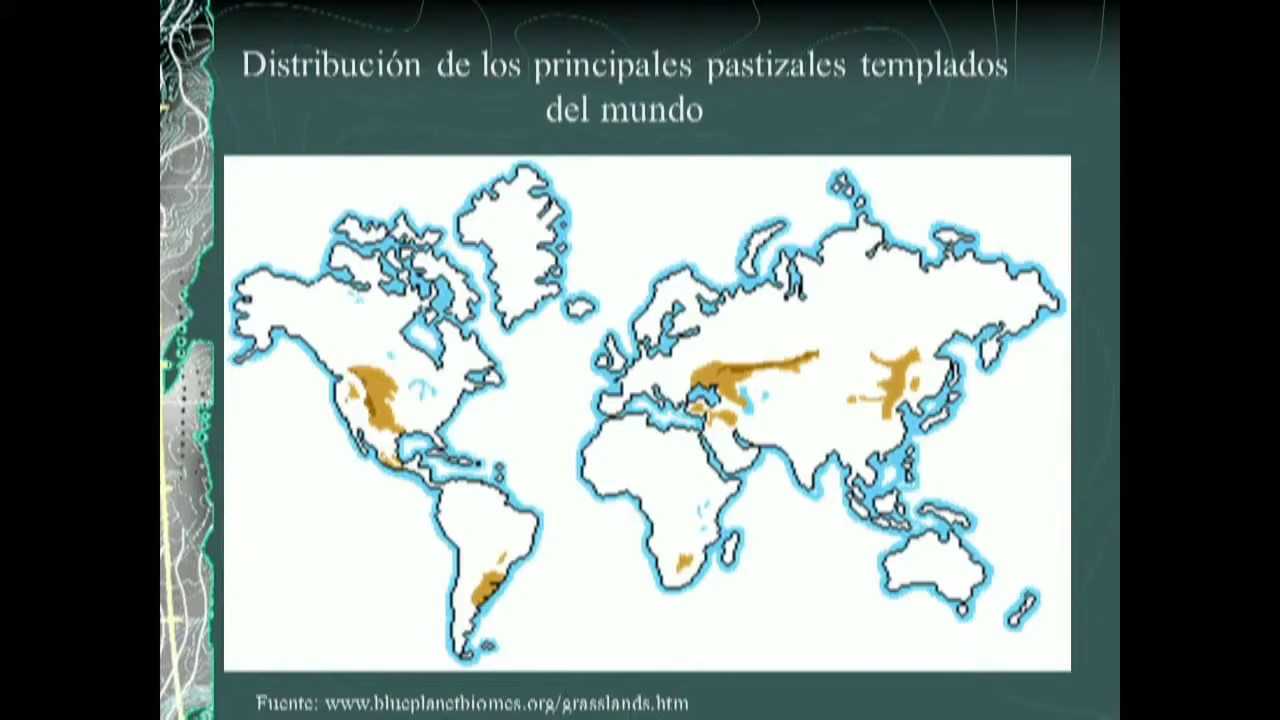 Distribución de los principales pastizales templados
del mundo
Fuente: www.blueplanetbiomes.org/grasslands.htm